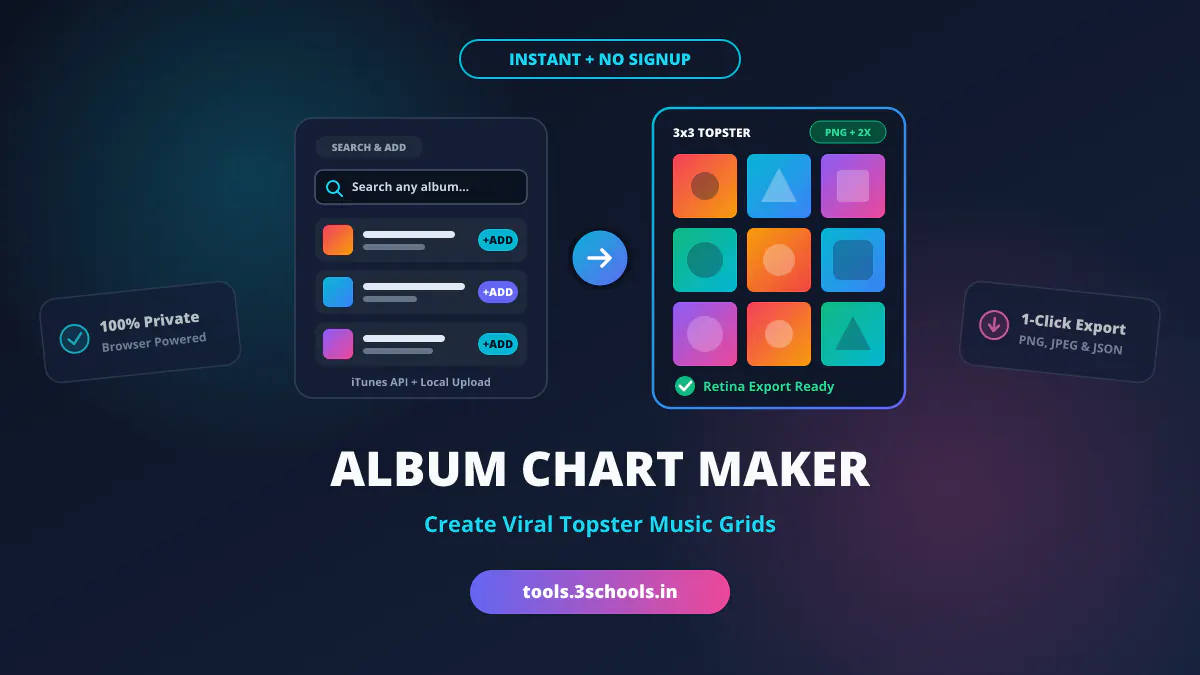 INSTANT + NO SIGNUP
SEARCH & ADD
Search any album...
+ADD
+ADD
+ADD
iTunes API + Local Upload
3x3 TOPSTER
PNG + 2X
Retina Export Ready
100% Private
Browser Powered
1-Click Export
PNG, JPEG & JSON
ALBUM CHART MAKER
Create Viral Topster Music Grids
tools.3schools.in